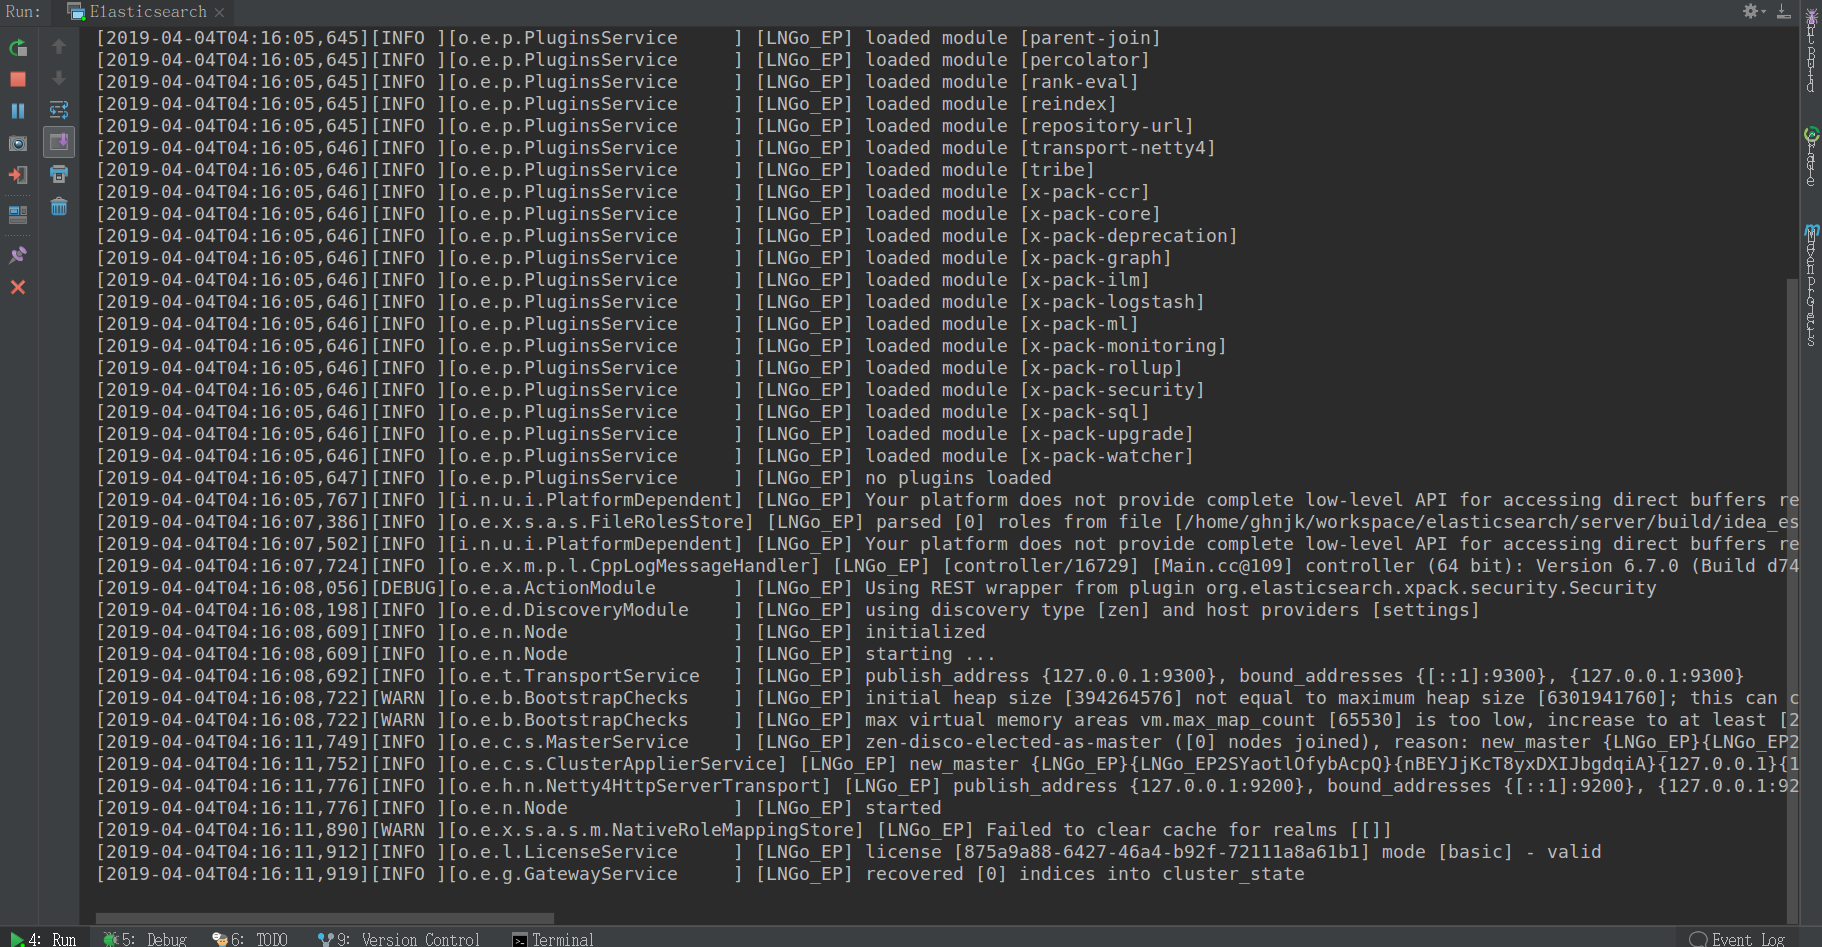 Run: Elasticsearch
[2019-04-04T04:16:05,645][INFO ][o.e.p.PluginsService     ] [LNGo_EP] loaded module [parent-join]
[2019-04-04T04:16:05,645][INFO ][o.e.p.PluginsService     ] [LNGo_EP] loaded module [percolator]
[2019-04-04T04:16:05,645][INFO ][o.e.p.PluginsService     ] [LNGo_EP] loaded module [rank-eval]
[2019-04-04T04:16:05,645][INFO ][o.e.p.PluginsService     ] [LNGo_EP] loaded module [reindex]
[2019-04-04T04:16:05,645][INFO ][o.e.p.PluginsService     ] [LNGo_EP] loaded module [repository-url]
[2019-04-04T04:16:05,646][INFO ][o.e.p.PluginsService     ] [LNGo_EP] loaded module [transport-netty4]
[2019-04-04T04:16:05,646][INFO ][o.e.p.PluginsService     ] [LNGo_EP] loaded module [tribe]
[2019-04-04T04:16:05,646][INFO ][o.e.p.PluginsService     ] [LNGo_EP] loaded module [x-pack-ccr]
[2019-04-04T04:16:05,646][INFO ][o.e.p.PluginsService     ] [LNGo_EP] loaded module [x-pack-core]
[2019-04-04T04:16:05,646][INFO ][o.e.p.PluginsService     ] [LNGo_EP] loaded module [x-pack-deprecation]
[2019-04-04T04:16:05,646][INFO ][o.e.p.PluginsService     ] [LNGo_EP] loaded module [x-pack-graph]
[2019-04-04T04:16:05,646][INFO ][o.e.p.PluginsService     ] [LNGo_EP] loaded module [x-pack-ilm]
[2019-04-04T04:16:05,646][INFO ][o.e.p.PluginsService     ] [LNGo_EP] loaded module [x-pack-logstash]
[2019-04-04T04:16:05,646][INFO ][o.e.p.PluginsService     ] [LNGo_EP] loaded module [x-pack-ml]
[2019-04-04T04:16:05,646][INFO ][o.e.p.PluginsService     ] [LNGo_EP] loaded module [x-pack-monitoring]
[2019-04-04T04:16:05,646][INFO ][o.e.p.PluginsService     ] [LNGo_EP] loaded module [x-pack-rollup]
[2019-04-04T04:16:05,646][INFO ][o.e.p.PluginsService     ] [LNGo_EP] loaded module [x-pack-security]
[2019-04-04T04:16:05,646][INFO ][o.e.p.PluginsService     ] [LNGo_EP] loaded module [x-pack-sql]
[2019-04-04T04:16:05,646][INFO ][o.e.p.PluginsService     ] [LNGo_EP] loaded module [x-pack-upgrade]
[2019-04-04T04:16:05,646][INFO ][o.e.p.PluginsService     ] [LNGo_EP] loaded module [x-pack-watcher]
[2019-04-04T04:16:05,647][INFO ][o.e.p.PluginsService     ] [LNGo_EP] no plugins loaded
[2019-04-04T04:16:05,767][INFO ][i.n.u.i.PlatformDependent] [LNGo_EP] Your platform does not provide complete low-level API for accessing direct buffers re
[2019-04-04T04:16:07,386][INFO ][o.e.x.s.a.s.FileRolesStore] [LNGo_EP] parsed [0] roles from file [/home/ghnjk/workspace/elasticsearch/server/build/idea_es
[2019-04-04T04:16:07,502][INFO ][i.n.u.i.PlatformDependent] [LNGo_EP] Your platform does not provide complete low-level API for accessing direct buffers re
[2019-04-04T04:16:07,724][INFO ][o.e.x.m.p.l.CppLogMessageHandler] [LNGo_EP] [controller/16729] [Main.cc@109] controller (64 bit): Version 6.7.0 (Build d74
[2019-04-04T04:16:08,056][DEBUG][o.e.a.ActionModule       ] [LNGo_EP] Using REST wrapper from plugin org.elasticsearch.xpack.security.Security
[2019-04-04T04:16:08,198][INFO ][o.e.d.DiscoveryModule    ] [LNGo_EP] using discovery type [zen] and host providers [settings]
[2019-04-04T04:16:08,609][INFO ][o.e.n.Node               ] [LNGo_EP] initialized
[2019-04-04T04:16:08,609][INFO ][o.e.n.Node               ] [LNGo_EP] starting ...
[2019-04-04T04:16:08,692][INFO ][o.e.t.TransportService   ] [LNGo_EP] publish_address {127.0.0.1:9300}, bound_addresses {[::1]:9300}, {127.0.0.1:9300}
[2019-04-04T04:16:08,722][WARN ][o.e.b.BootstrapChecks    ] [LNGo_EP] initial heap size [394264576] not equal to maximum heap size [6301941760]; this can c
[2019-04-04T04:16:08,722][WARN ][o.e.b.BootstrapChecks    ] [LNGo_EP] max virtual memory areas vm.max_map_count [65530] is too low, increase to at least [2
[2019-04-04T04:16:11,749][INFO ][o.e.c.s.MasterService    ] [LNGo_EP] zen-disco-elected-as-master ([0] nodes joined), reason: new_master {LNGo_EP}{LNGo_EP2
[2019-04-04T04:16:11,752][INFO ][o.e.c.s.ClusterApplierService] [LNGo_EP] new_master {LNGo_EP}{LNGo_EP2SYaotlOfybAcpQ}{nBEYJjKcT8yxDXIJbgdqiA}{127.0.0.1}{1
[2019-04-04T04:16:11,776][INFO ][o.e.h.n.Netty4HttpServerTransport] [LNGo_EP] publish_address {127.0.0.1:9200}, bound_addresses {[::1]:9200}, {127.0.0.1:92
[2019-04-04T04:16:11,776][INFO ][o.e.n.Node               ] [LNGo_EP] started
[2019-04-04T04:16:11,890][WARN ][o.e.x.s.a.s.m.NativeRoleMappingStore] [LNGo_EP] Failed to clear cache for realms [[]]
[2019-04-04T04:16:11,912][INFO ][o.e.l.LicenseService     ] [LNGo_EP] license [875a9a88-6427-46a4-b92f-72111a8a61b1] mode [basic] - valid
[2019-04-04T04:16:11,919][INFO ][o.e.g.GatewayService     ] [LNGo_EP] recovered [0] indices into cluster_state
Ant Build
Gradle
Maven Projects
4: Run 5: Debug 6: TODO 9: Version Control Terminal Event Log